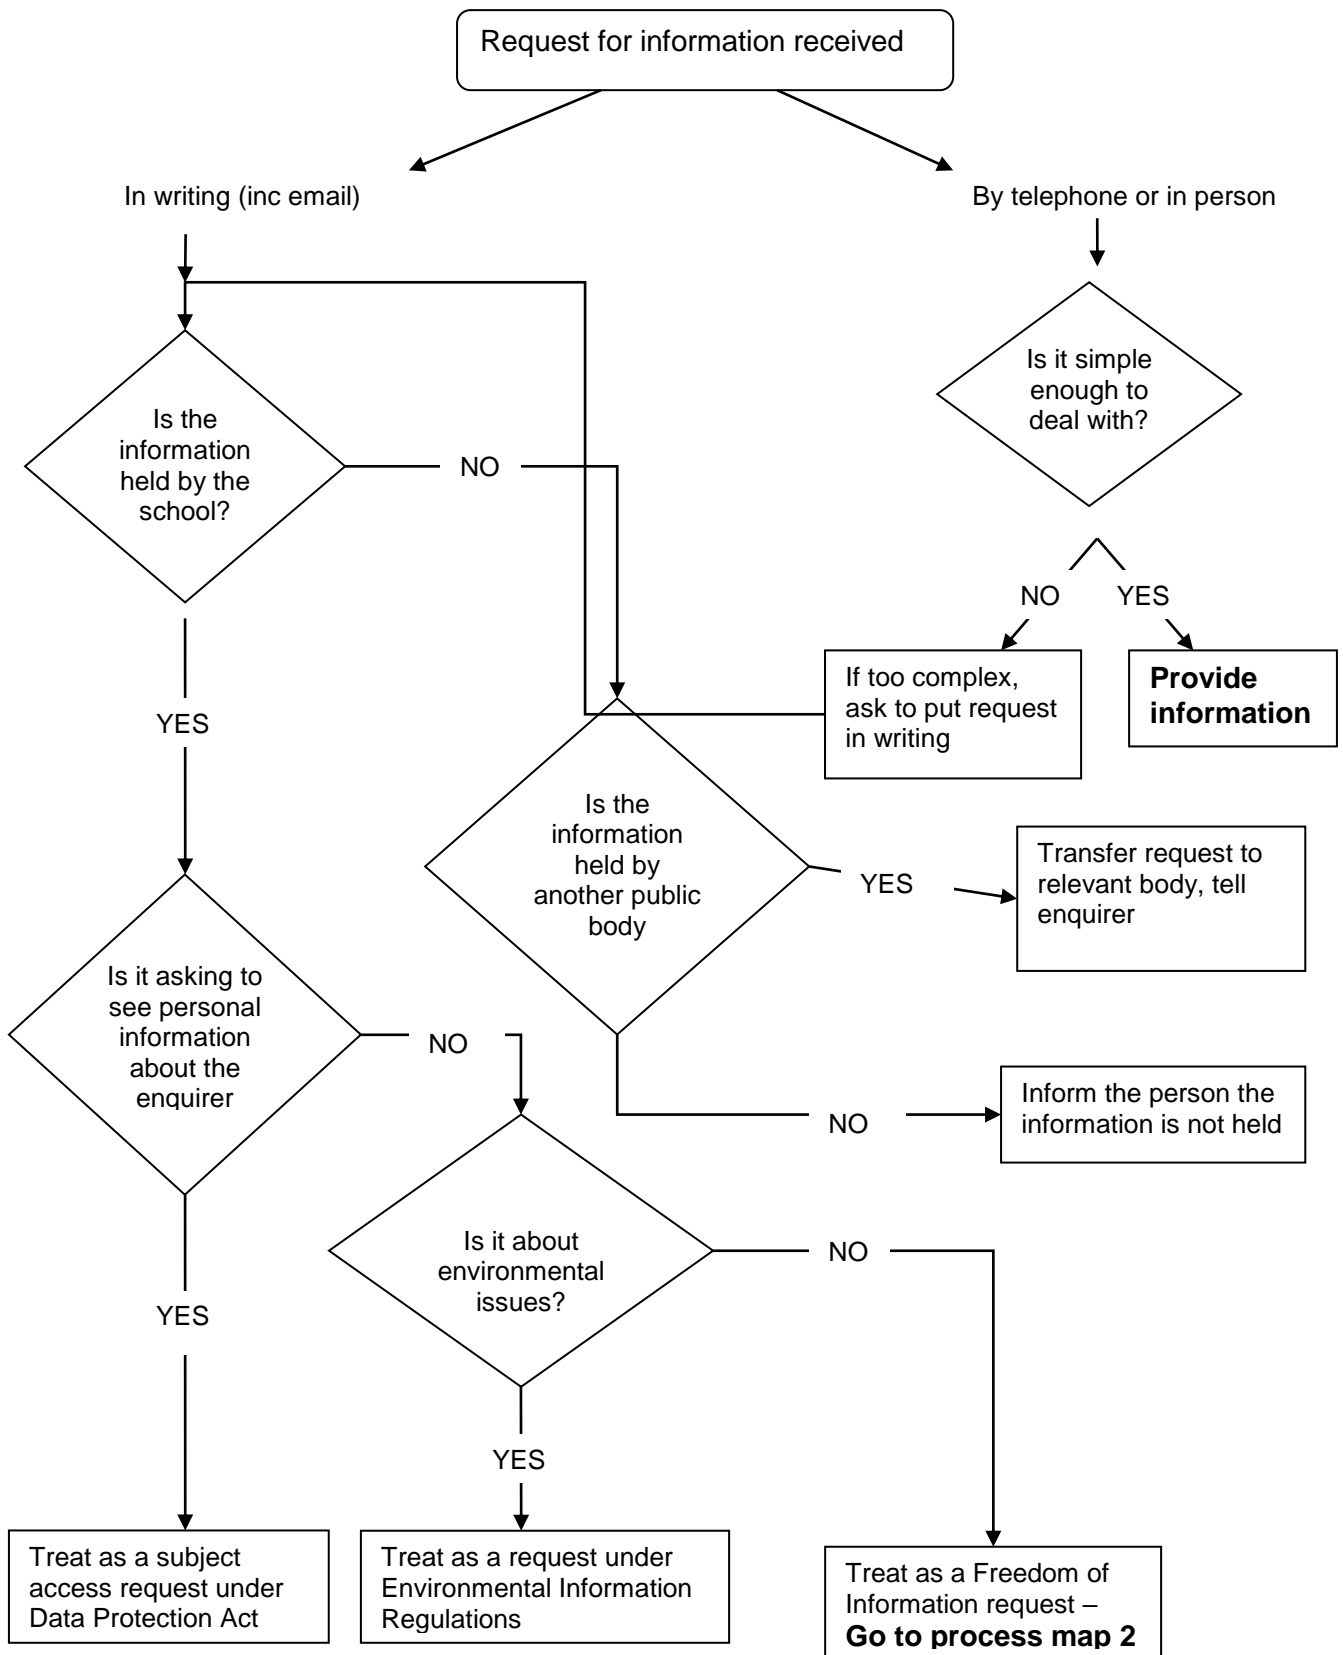 Request for information received
In writing (inc email)
By telephone or in person
Is it simple
enough to
deal with?
Is the
information
held by the
school?
NO
NO
YES
If too complex,
ask to put request
in writing
Provide
information
YES
Is the
information
held by
another public
body
YES
Transfer request to
relevant body, tell
enquirer
Is it asking to
see personal
information
about the
enquirer
NO
NO
Inform the person the
information is not held
Is it about
environmental
issues?
NO
YES
YES
Treat as a subject
access request under
Data Protection Act
Treat as a request under
Environmental Information
Regulations
Treat as a Freedom of
Information request –
Go to process map 2